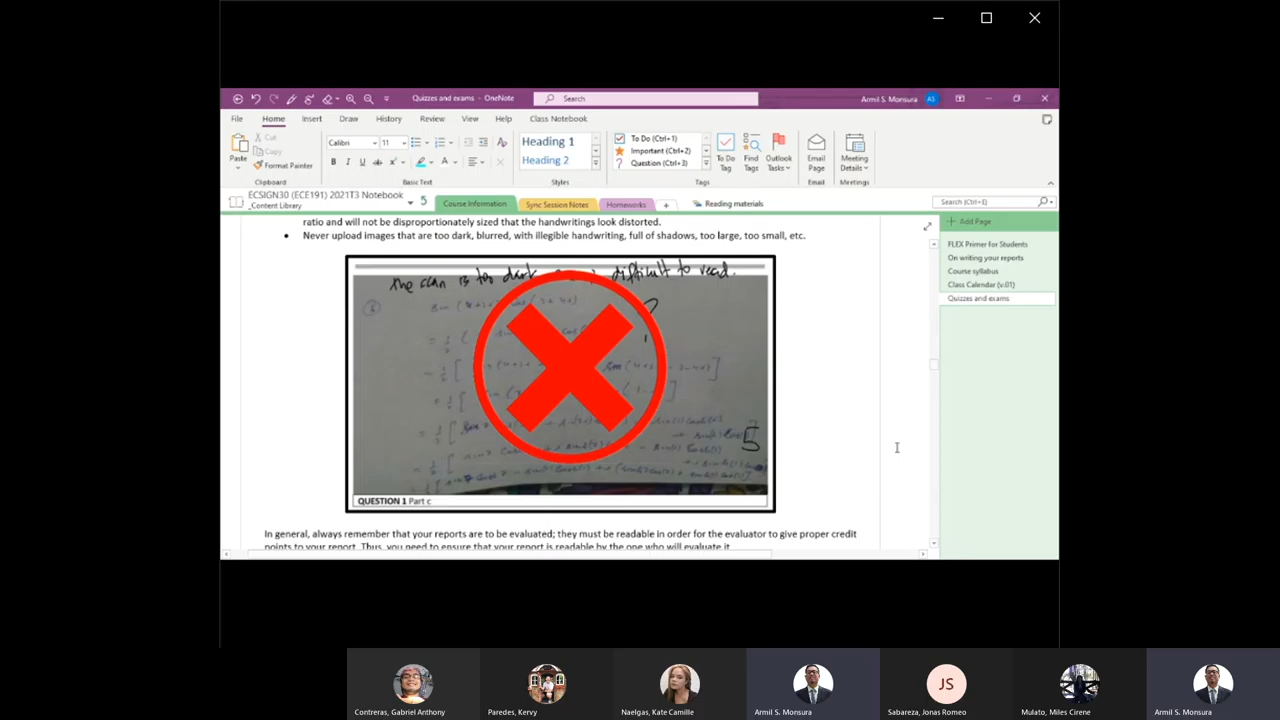 Quizzes and exams - OneNote
Search
Armil S. Monsura
AS
File
Home
Insert
Draw
History
Review
View
Help
Class Notebook
Paste
Cut
Copy
Format Painter
Clipboard
Calibri
11
Basic Text
Heading 1
Heading 2
Styles
To Do (Ctrl+1)
Important (Ctrl+2)
Question (Ctrl+3)
To Do Tag
Find Tags
Outlook Tasks
Tags
Email Page
Email
Meeting Details
Meetings
ECSIGN30 (ECE191) 2021T3 Notebook
_Content Library
Course Information
Sync Session Notes
Homeworks
Reading materials
Search (Ctrl+E)
Add Page
FLEX Primer for Students
On writing your reports
Course syllabus
Class Calendar (v.01)
Quizzes and exams
ratio and will not be disproportionately sized that the handwritings look distorted.
• Never upload images that are too dark, blurred, with illegible handwriting, full of shadows, too large, too small, etc.
The scan is too dark difficult to read.
5
QUESTION 1 Part c
In general, always remember that your reports are to be evaluated; they must be readable in order for the evaluator to give proper credit
points to your report. Thus, you need to ensure that your report is readable by the one who will evaluate it
Contreras, Gabriel Anthony
Paredes, Kervy
Naelgas, Kate Camille
Armil S. Monsura
JS
Sabareza, Jonas Romeo
Mulato, Miles Cirene
Armil S. Monsura